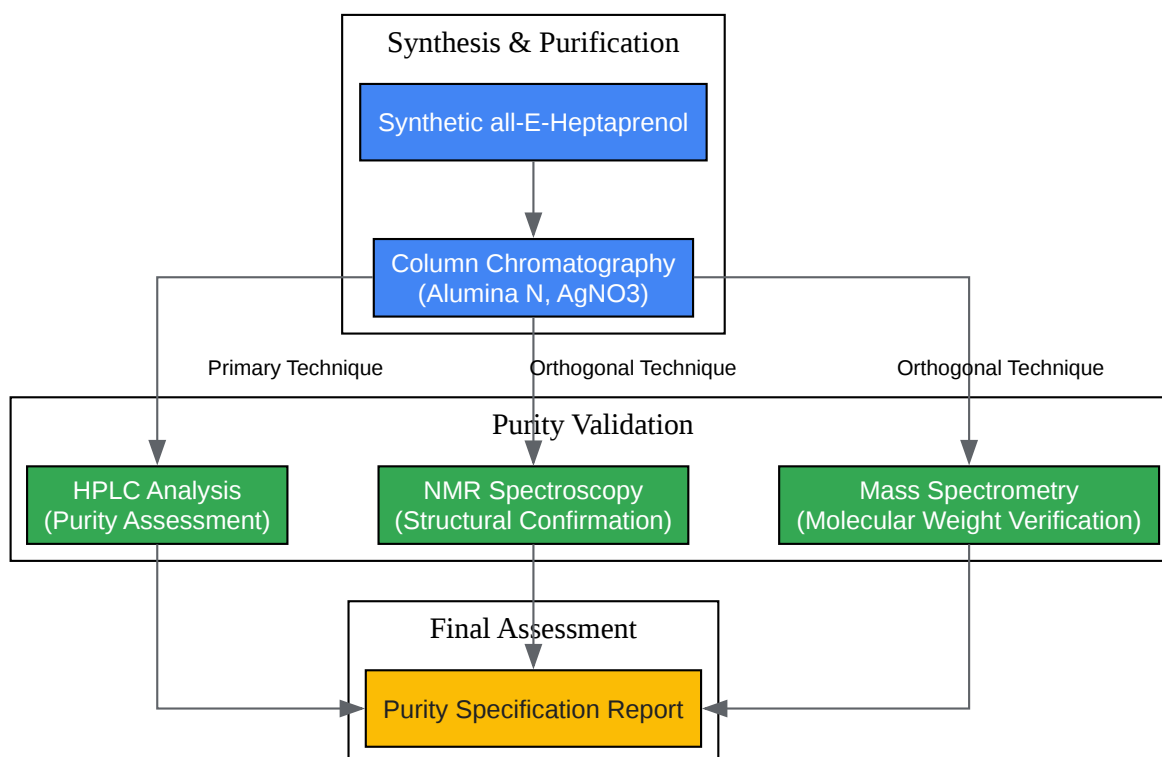 Synthesis & Purification
Synthetic all-E-Heptaprenol
Column Chromatography
(Alumina N, AgNO3)
Primary Technique
Orthogonal Technique
Orthogonal Technique
Purity Validation
HPLC Analysis
(Purity Assessment)
NMR Spectroscopy
(Structural Confirmation)
Mass Spectrometry
(Molecular Weight Verification)
Final Assessment
Purity Specification Report